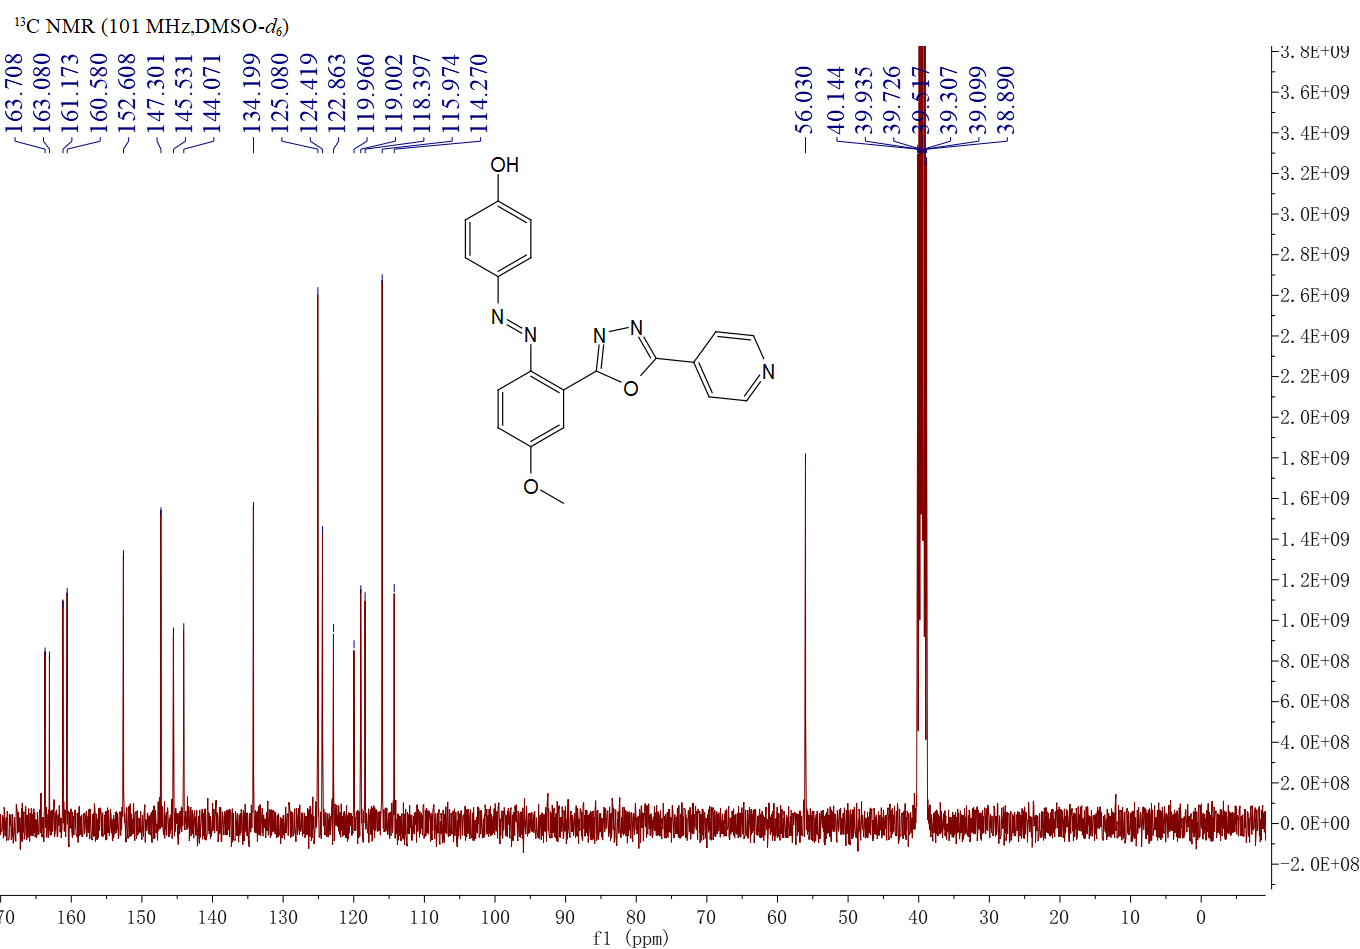 13C NMR (101 MHz,DMSO-d6)
163.708
163.080
161.173
160.580
152.608
147.301
145.531
144.071
134.199
125.080
124.419
122.863
119.960
119.002
118.397
115.974
114.270
56.030
40.144
39.935
39.726
39.517
39.307
39.099
38.890
OH
N
N
N
N
O
N
O
3.8E+09
3.6E+09
3.4E+09
3.2E+09
3.0E+09
2.8E+09
2.6E+09
2.4E+09
2.2E+09
2.0E+09
1.8E+09
1.6E+09
1.4E+09
1.2E+09
1.0E+09
8.0E+08
6.0E+08
4.0E+08
2.0E+08
0.0E+00
-2.0E+08
70 160 150 140 130 120 110 100 90 80 70 60 50 40 30 20 10 0
f1 (ppm)